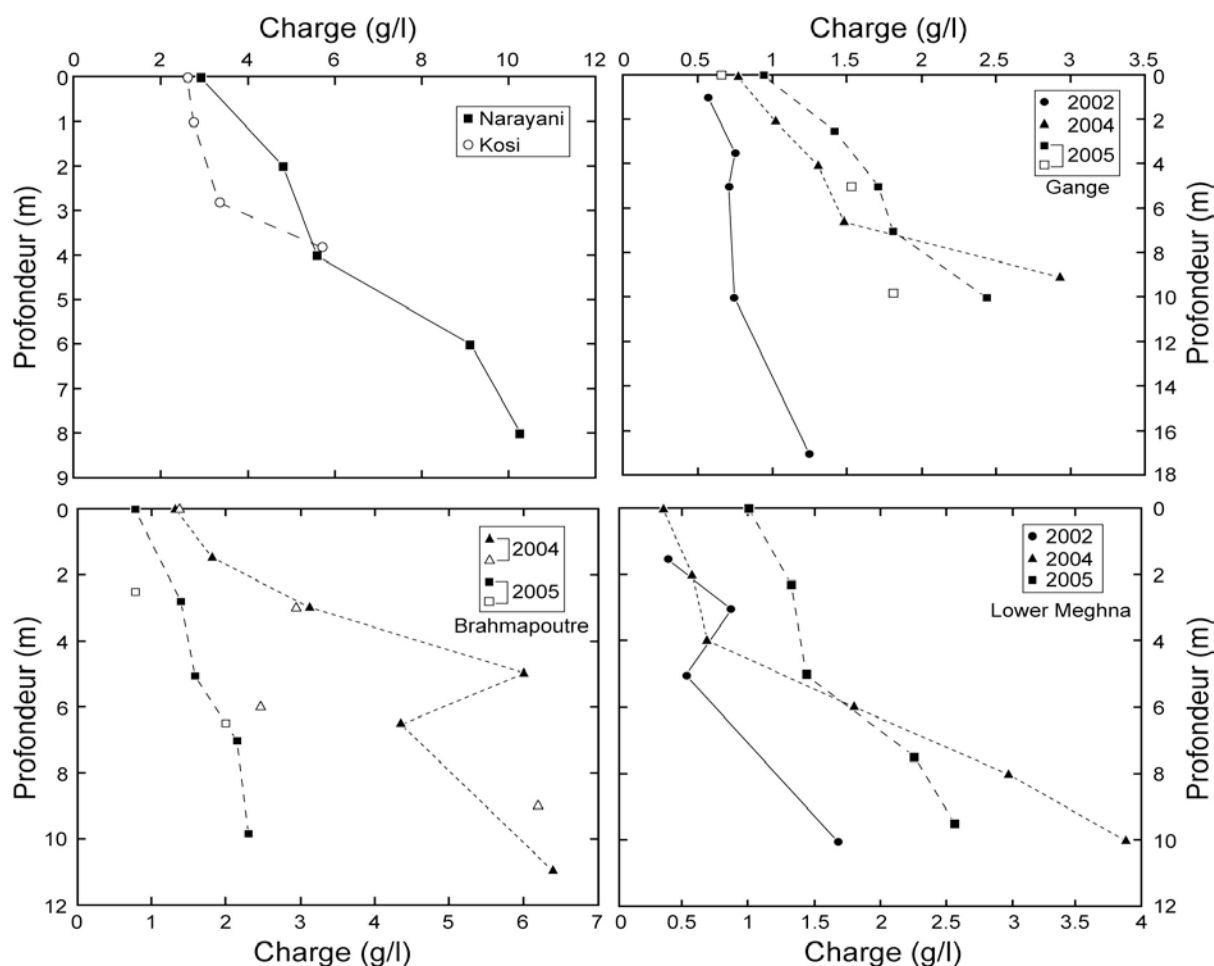 Charge (g/l)
0 2 4 6 8 10 12
0
1
2
3
4
5
6
7
8
9
Profondeur (m)
Narayani
Kosi
Charge (g/l)
0 0.5 1 1.5 2 2.5 3 3.5
0
2
4
6
8
10
12
14
16
18
Profondeur (m)
2002
2004
2005
Gange
0
2
4
6
8
10
12
Profondeur (m)
2004
2005
Brahmapoutre
0 1 2 3 4 5 6 7
Charge (g/l)
0
2
4
6
8
10
12
Profondeur (m)
2002
2004
2005
Lower Meghna
0 0.5 1 1.5 2 2.5 3 3.5 4
Charge (g/l)